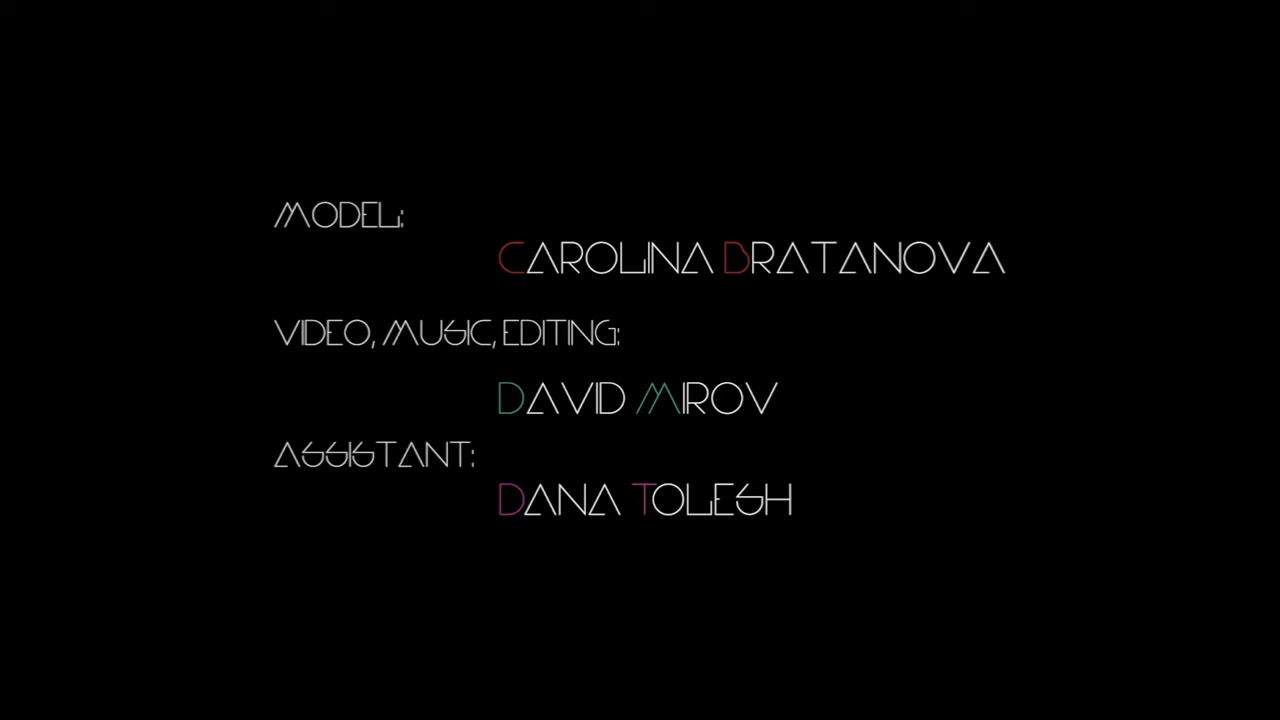 MODEL:
CAROLINA BRATANOVA
VIDEO, MUSIC, EDITING:
DAVID MIROV
ASSISTANT:
DANA TOLESH